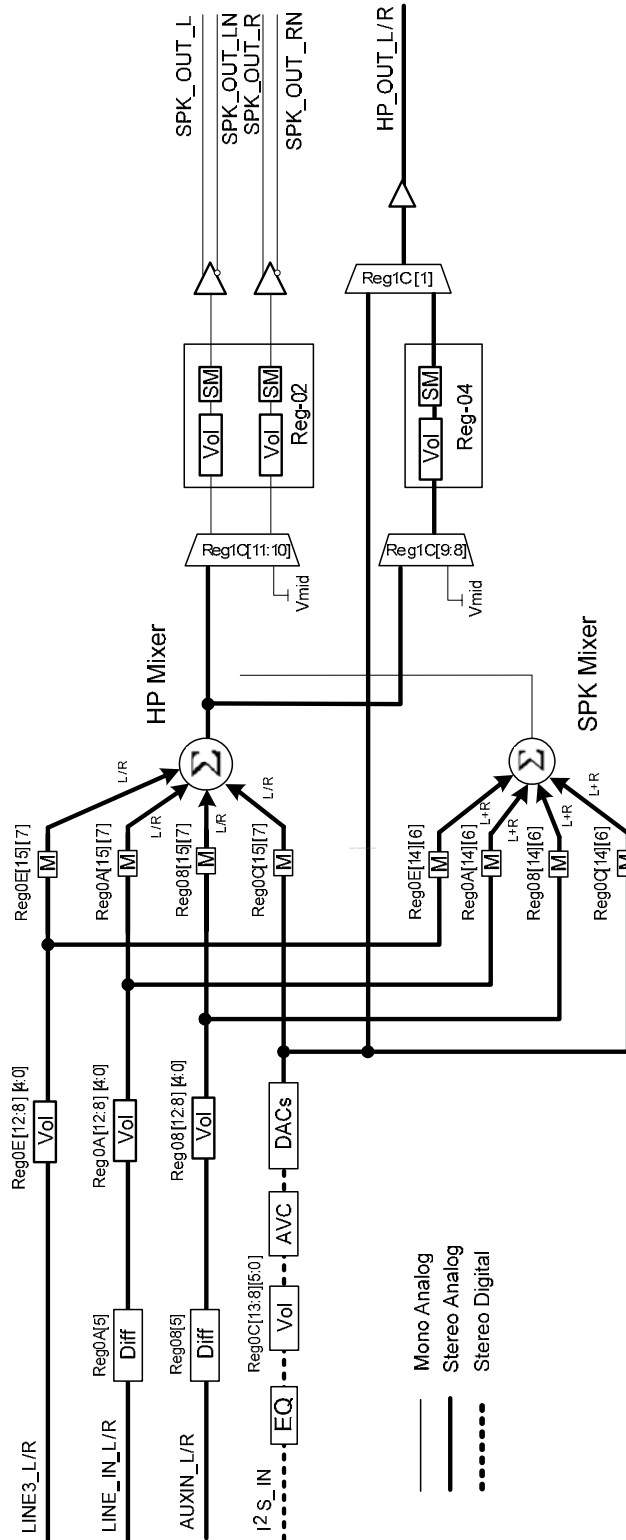 LINE3_L/R
LINE_IN_L/R
AUXIN_L/R
I2S_IN
Reg0A[5]
Diff
Reg08[5]
Diff
EQ
Reg0C[13:8][5:0]
Vol
AVC
DACs
Reg0E[12:8] [4:0]
Vol
Reg0A[12:8] [4:0]
Vol
Reg08[12:8] [4:0]
Vol
Reg0E[15][7]
M
Reg0A[15][7]
M
Reg08[15][7]
M
Reg0C[15][7]
M
L/R
L/R
L/R
L/R
HP Mixer
Σ
Reg0E[14][6]
M
Reg0A[14][6]
M
Reg08[14][6]
M
Reg0C[14][6]
M
L+R
L+R
L+R
L+R
SPK Mixer
Σ
Reg1C[11:10]
Vmid
Reg1C[9:8]
Vmid
Vol
SM
Vol
SM
Reg-02
Vol
SM
Reg-04
Reg1C[1]
SPK_OUT_L
SPK_OUT_LN
SPK_OUT_R
SPK_OUT_RN
HP_OUT_L/R
Mono Analog
Stereo Analog
Stereo Digital